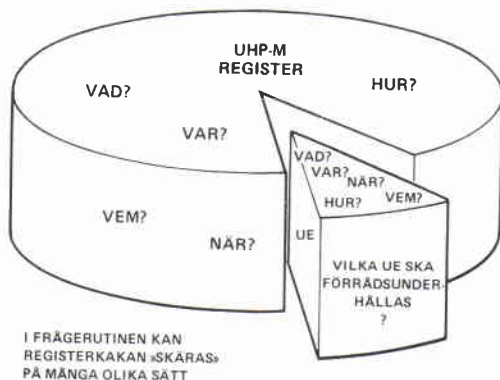 UHP-M
REGISTER
VAD?
HUR?
VAR?
VEM?
NÄR?
VAD?
VAR?
NÄR?
HUR?
VEM?
UE
VILKA UE SKA
FÖRRÅDSUNDER-
HÅLLAS
?
I FRÅGERUTINEN KAN
REGISTERKAKAN »SKÄRAS»
PÅ MÅNGA OLIKA SÄTT